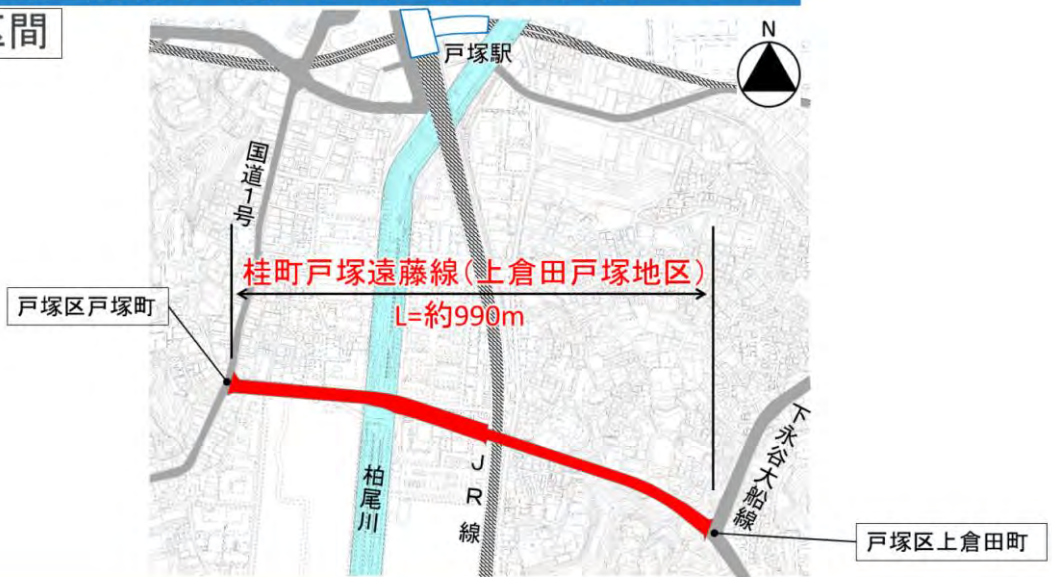 区間
戸塚駅
N
国道1号
桂町戸塚遠藤線(上倉田戸塚地区)
L=約990m
戸塚区戸塚町
下永谷大船線
柏尾川
JR線
戸塚区上倉田町